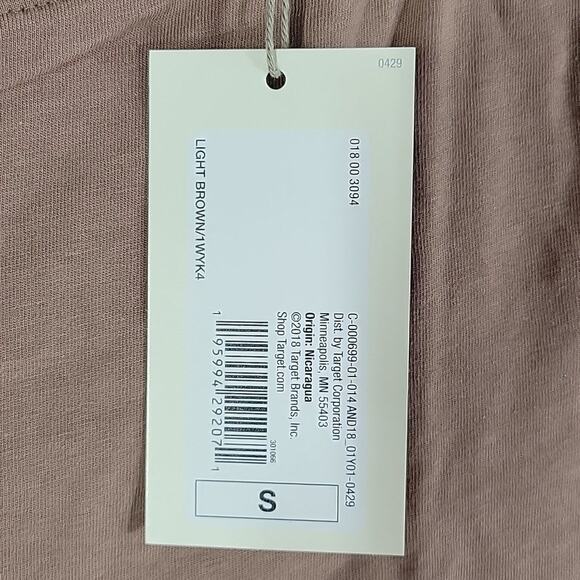 0429
018 00 3094
LIGHT BROWN/1WYK4
C-000699-01-014 AND18_01Y01-0429
Dist. by Target Corporation
Minneapolis, MN 55403
Origin: Nicaragua
©2018 Target Brands, Inc.
Shop Target.com
301066
1 95994 29207 1
S